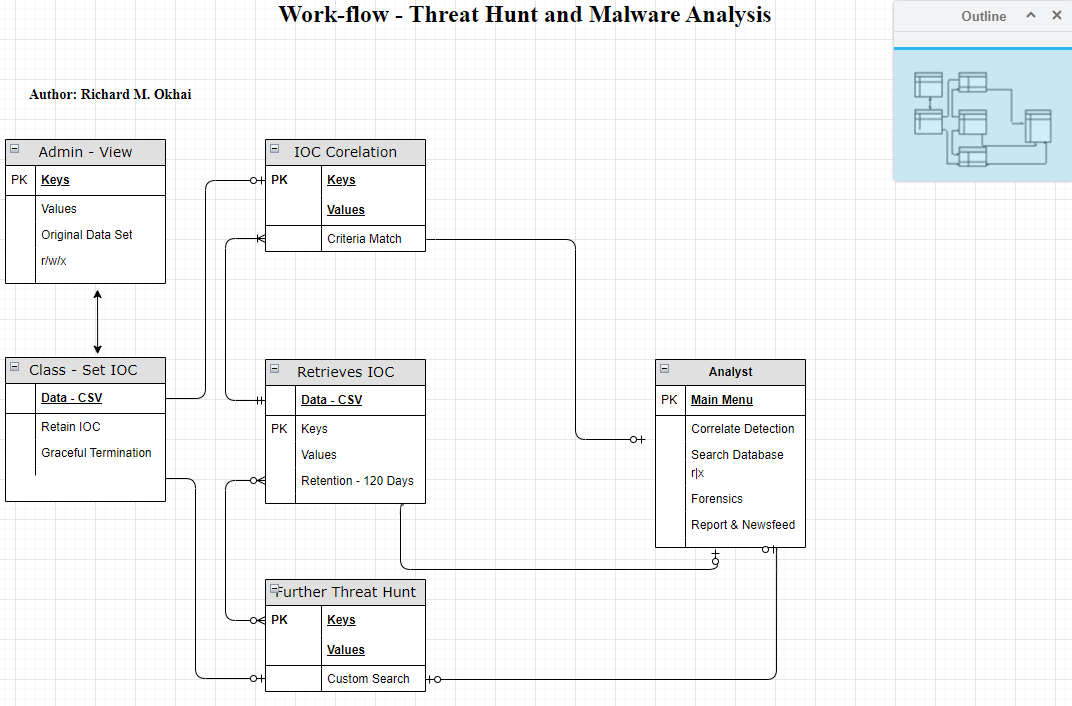 Work-flow - Threat Hunt and Malware Analysis
Outline
Author: Richard M. Okhai
Admin - View
PK Keys
Values
Original Data Set
r/w/x
IOC Corelation
PK Keys
Values
Criteria Match
Class - Set IOC
Data - CSV
Retain IOC
Graceful Termination
Retrieves IOC
Data - CSV
PK Keys
Values
Retention - 120 Days
Analyst
PK Main Menu
Correlate Detection
Search Database
r|x
Forensics
Report & Newsfeed
Further Threat Hunt
PK Keys
Values
Custom Search